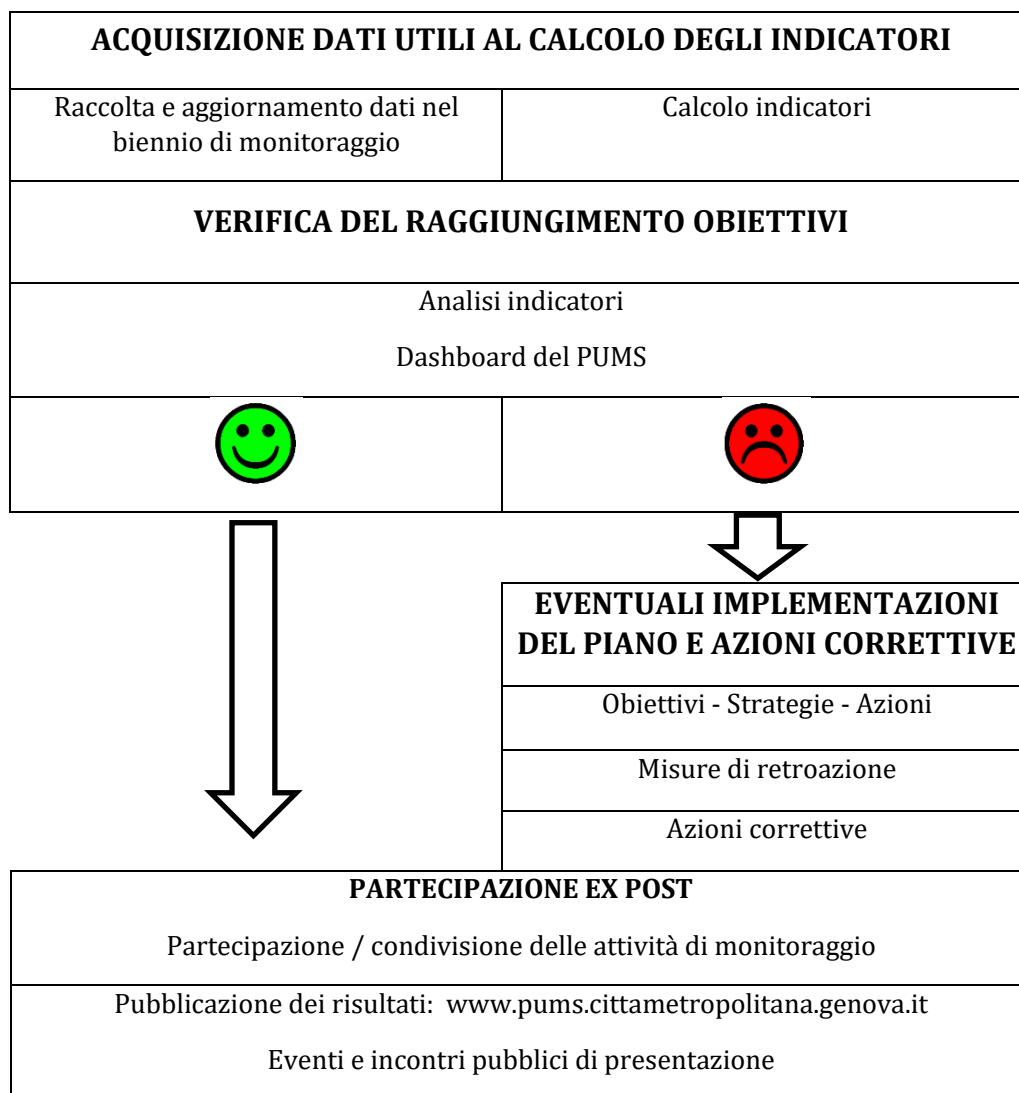 ACQUISIZIONE DATI UTILI AL CALCOLO DEGLI INDICATORI
Raccolta e aggiornamento dati nel
biennio di monitoraggio
Calcolo indicatori
VERIFICA DEL RAGGIUNGIMENTO OBIETTIVI
Analisi indicatori
Dashboard del PUMS
EVENTUALI IMPLEMENTAZIONI
DEL PIANO E AZIONI CORRETTIVE
Obiettivi - Strategie - Azioni
Misure di retroazione
Azioni correttive
PARTECIPAZIONE EX POST
Partecipazione / condivisione delle attività di monitoraggio
Pubblicazione dei risultati: www.pums.cittametropolitana.genova.it
Eventi e incontri pubblici di presentazione